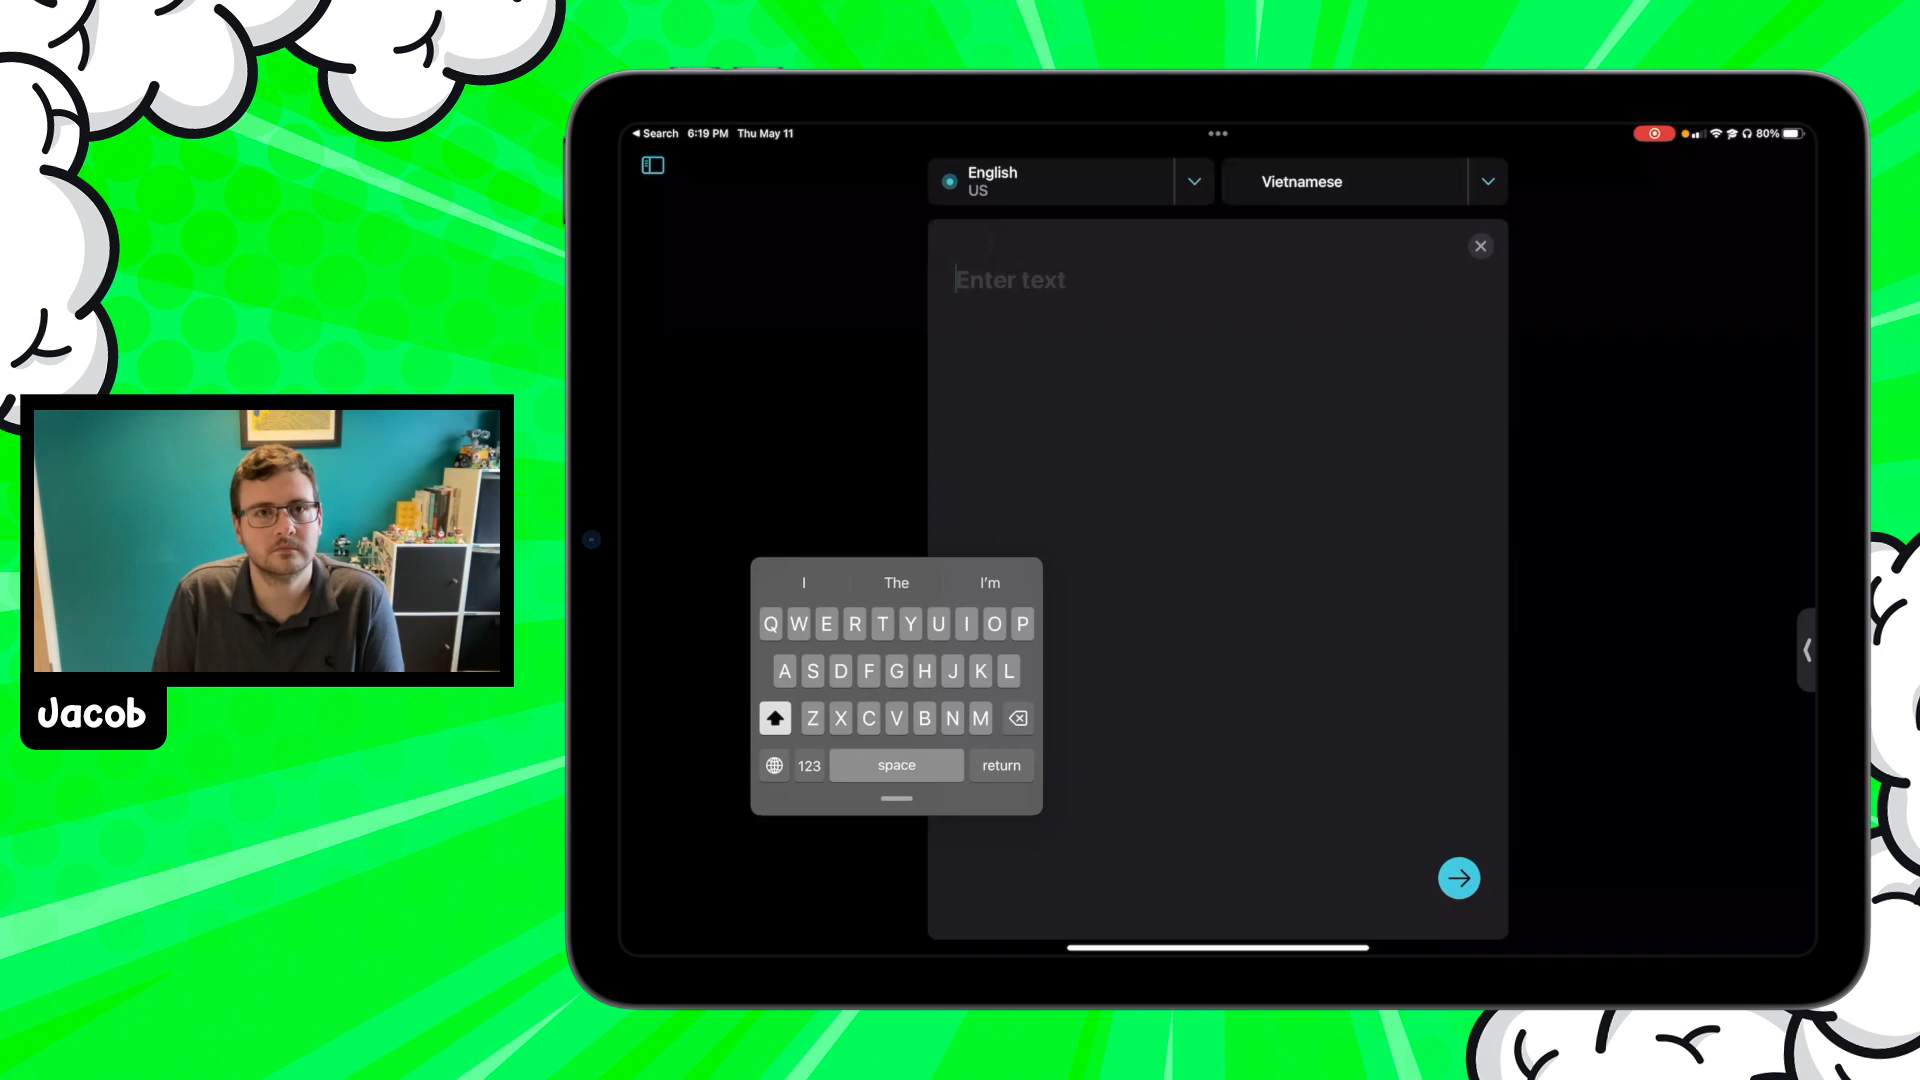 Search 6:19 PM Thu May 11
80%
English
US
Vietnamese
Enter text
I The I'm
Q W E R T Y U I O P
A S D F G H J K L
Z X C V B N M
123 space return
Jacob